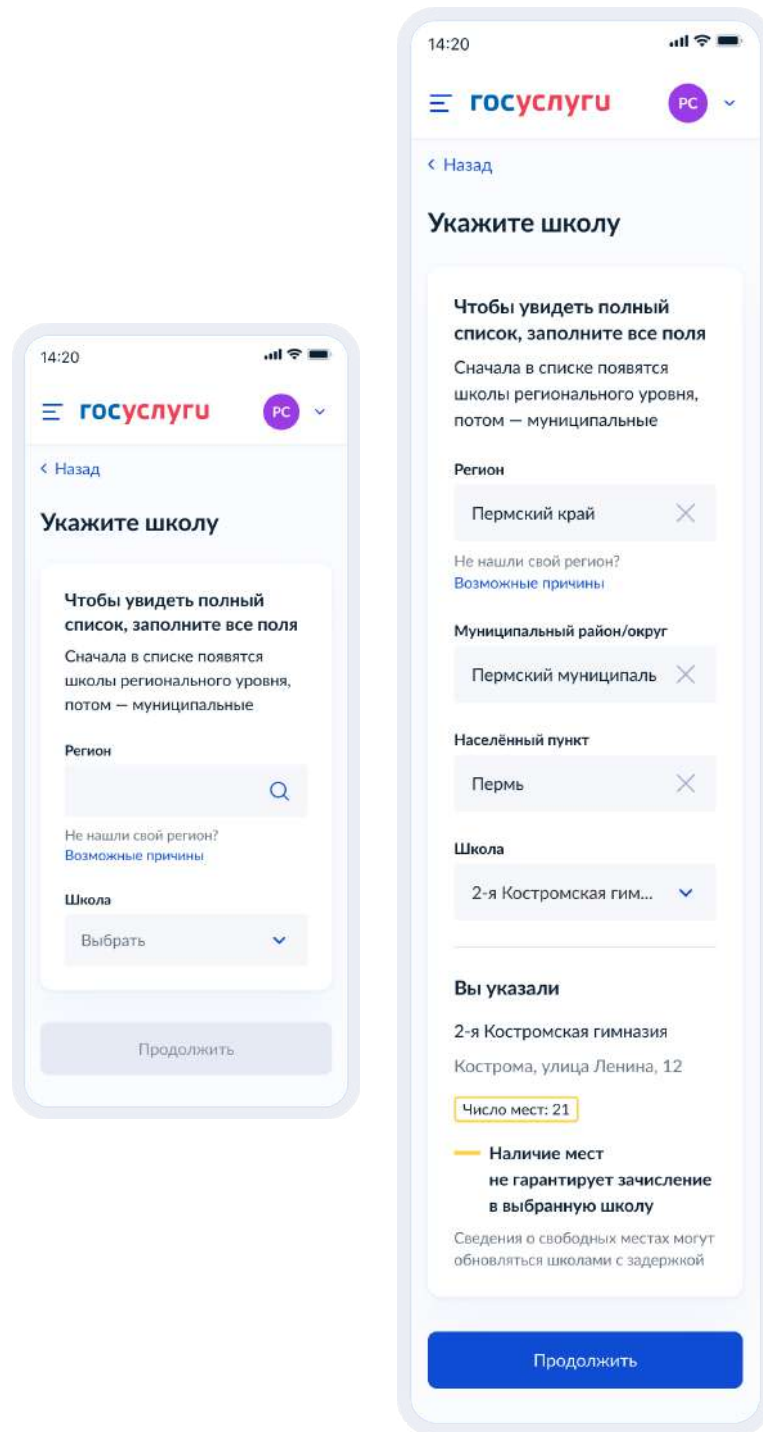 14:20
госуслуги
РС
Назад
Укажите школу
Чтобы увидеть полный
список, заполните все поля
Сначала в списке появятся
школы регионального уровня,
потом — муниципальные
Регион
Не нашли свой регион?
Возможные причины
Школа
Выбрать
Продолжить
14:20
госуслуги
РС
Назад
Укажите школу
Чтобы увидеть полный
список, заполните все поля
Сначала в списке появятся
школы регионального уровня,
потом — муниципальные
Регион
Пермский край
Не нашли свой регион?
Возможные причины
Муниципальный район/округ
Пермский муниципаль
Населённый пункт
Пермь
Школа
2-я Костромская гим...
Вы указали
2-я Костромская гимназия
Кострома, улица Ленина, 12
Число мест: 21
Наличие мест
не гарантирует зачисление
в выбранную школу
Сведения о свободных местах могут
обновляться школами с задержкой
Продолжить